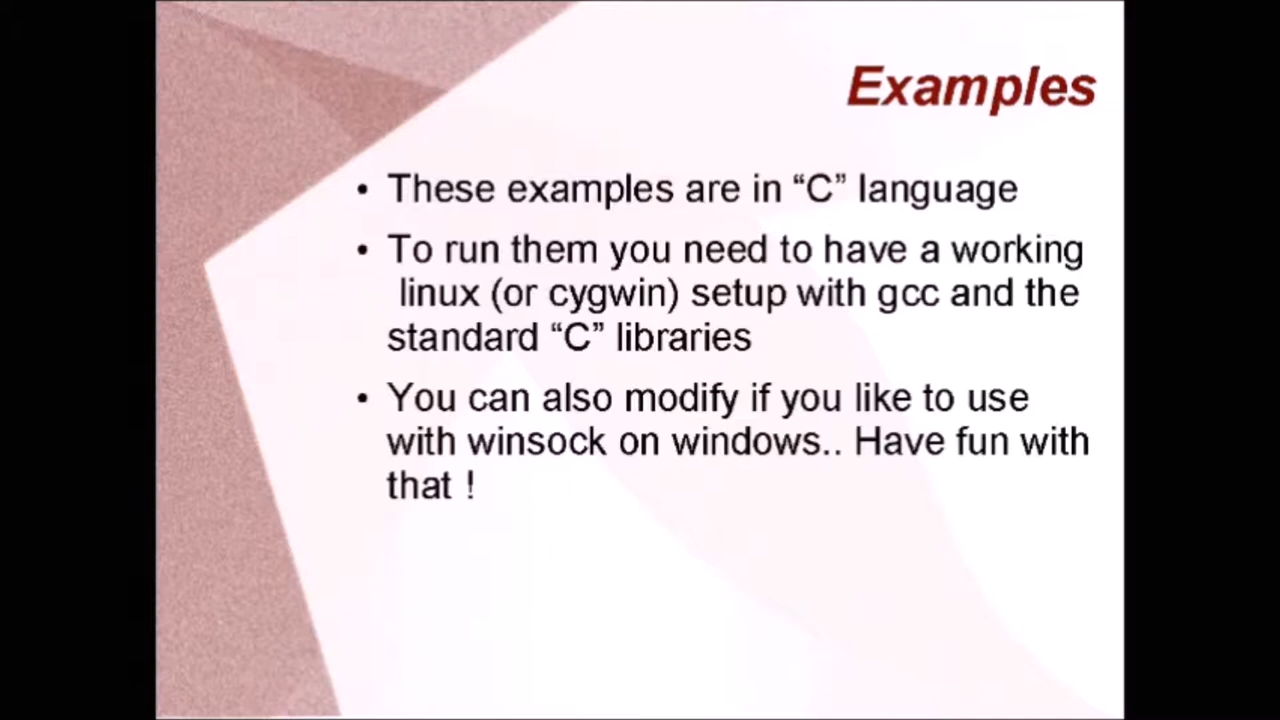 Examples
• These examples are in “C” language
• To run them you need to have a working
linux (or cygwin) setup with gcc and the
standard “C” libraries
• You can also modify if you like to use
with winsock on windows.. Have fun with
that !